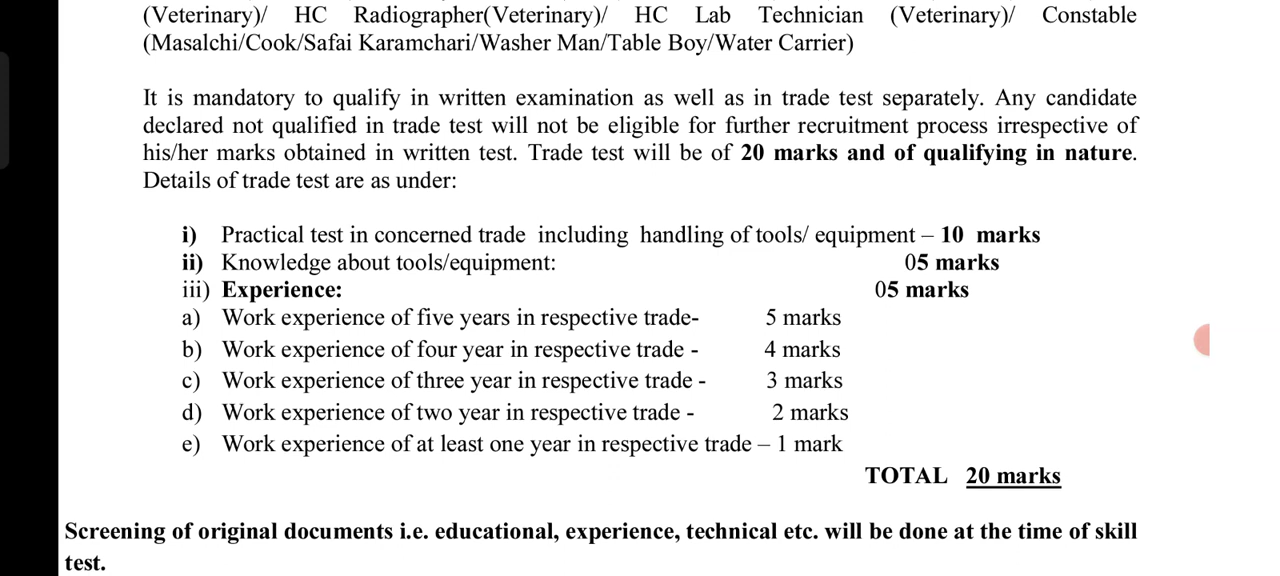 (Veterinary)/ HC Radiographer(Veterinary)/ HC Lab Technician (Veterinary)/ Constable
(Masalchi/Cook/Safai Karamchari/Washer Man/Table Boy/Water Carrier)
It is mandatory to qualify in written examination as well as in trade test separately. Any candidate
declared not qualified in trade test will not be eligible for further recruitment process irrespective of
his/her marks obtained in written test. Trade test will be of 20 marks and of qualifying in nature.
Details of trade test are as under:
i) Practical test in concerned trade including handling of tools/ equipment – 10 marks
ii) Knowledge about tools/equipment: 05 marks
iii) Experience: 05 marks
a) Work experience of five years in respective trade- 5 marks
b) Work experience of four year in respective trade - 4 marks
c) Work experience of three year in respective trade - 3 marks
d) Work experience of two year in respective trade - 2 marks
e) Work experience of at least one year in respective trade – 1 mark
TOTAL 20 marks
Screening of original documents i.e. educational, experience, technical etc. will be done at the time of skill
test.